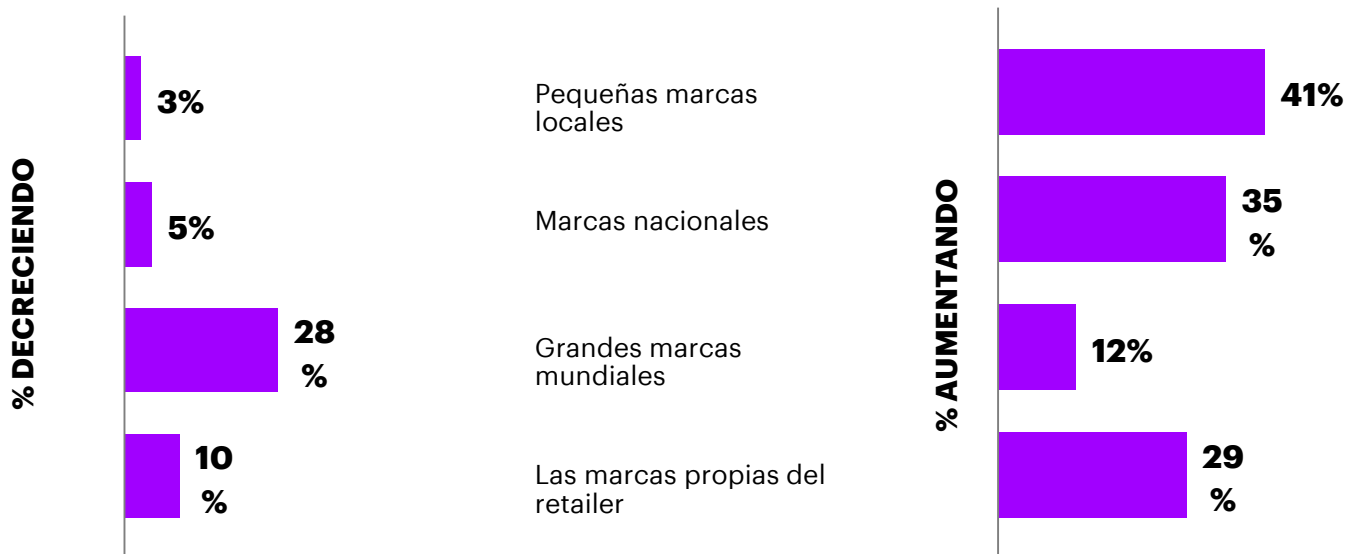 % DECRECIENDO
3%
Pequeñas marcas
locales
41%
5%
Marcas nacionales
35
%
28
%
Grandes marcas
mundiales
12%
10
%
Las marcas propias del
retailer
29
%
% AUMENTANDO